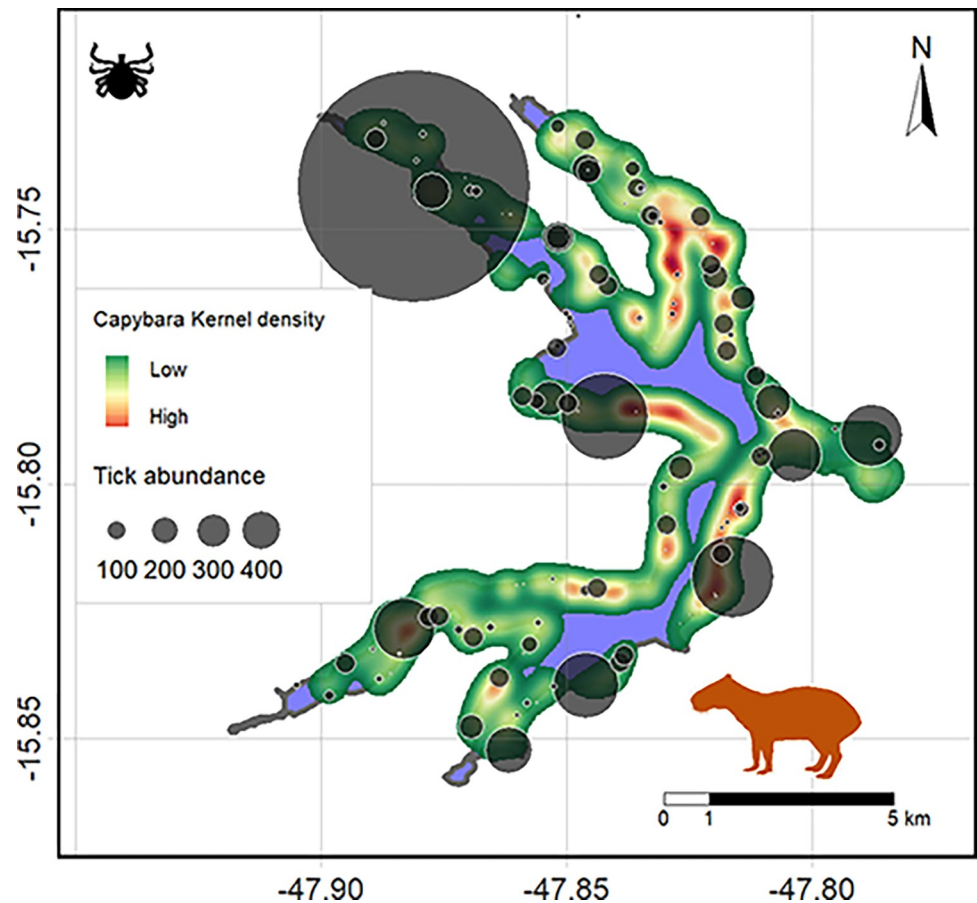 N
-15.75
Capybara Kernel density
Low
High
Tick abundance
100 200 300 400
-15.80
-15.85
0 1 5 km
-47.90 -47.85 -47.80